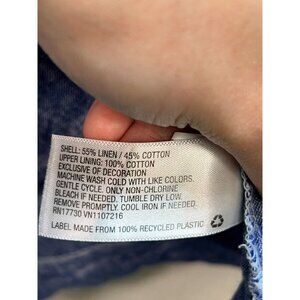 SHELL: 55% LINEN / 45% COTTON
UPPER LINING: 100% COTTON
EXCLUSIVE OF DECORATION
MACHINE WASH COLD WITH LIKE COLORS.
GENTLE CYCLE. ONLY NON-CHLORINE
BLEACH IF NEEDED. TUMBLE DRY LOW.
REMOVE PROMPTLY. COOL IRON IF NEEDED.
RN17730 VN1107216
LABEL MADE FROM 100% RECYCLED PLASTIC